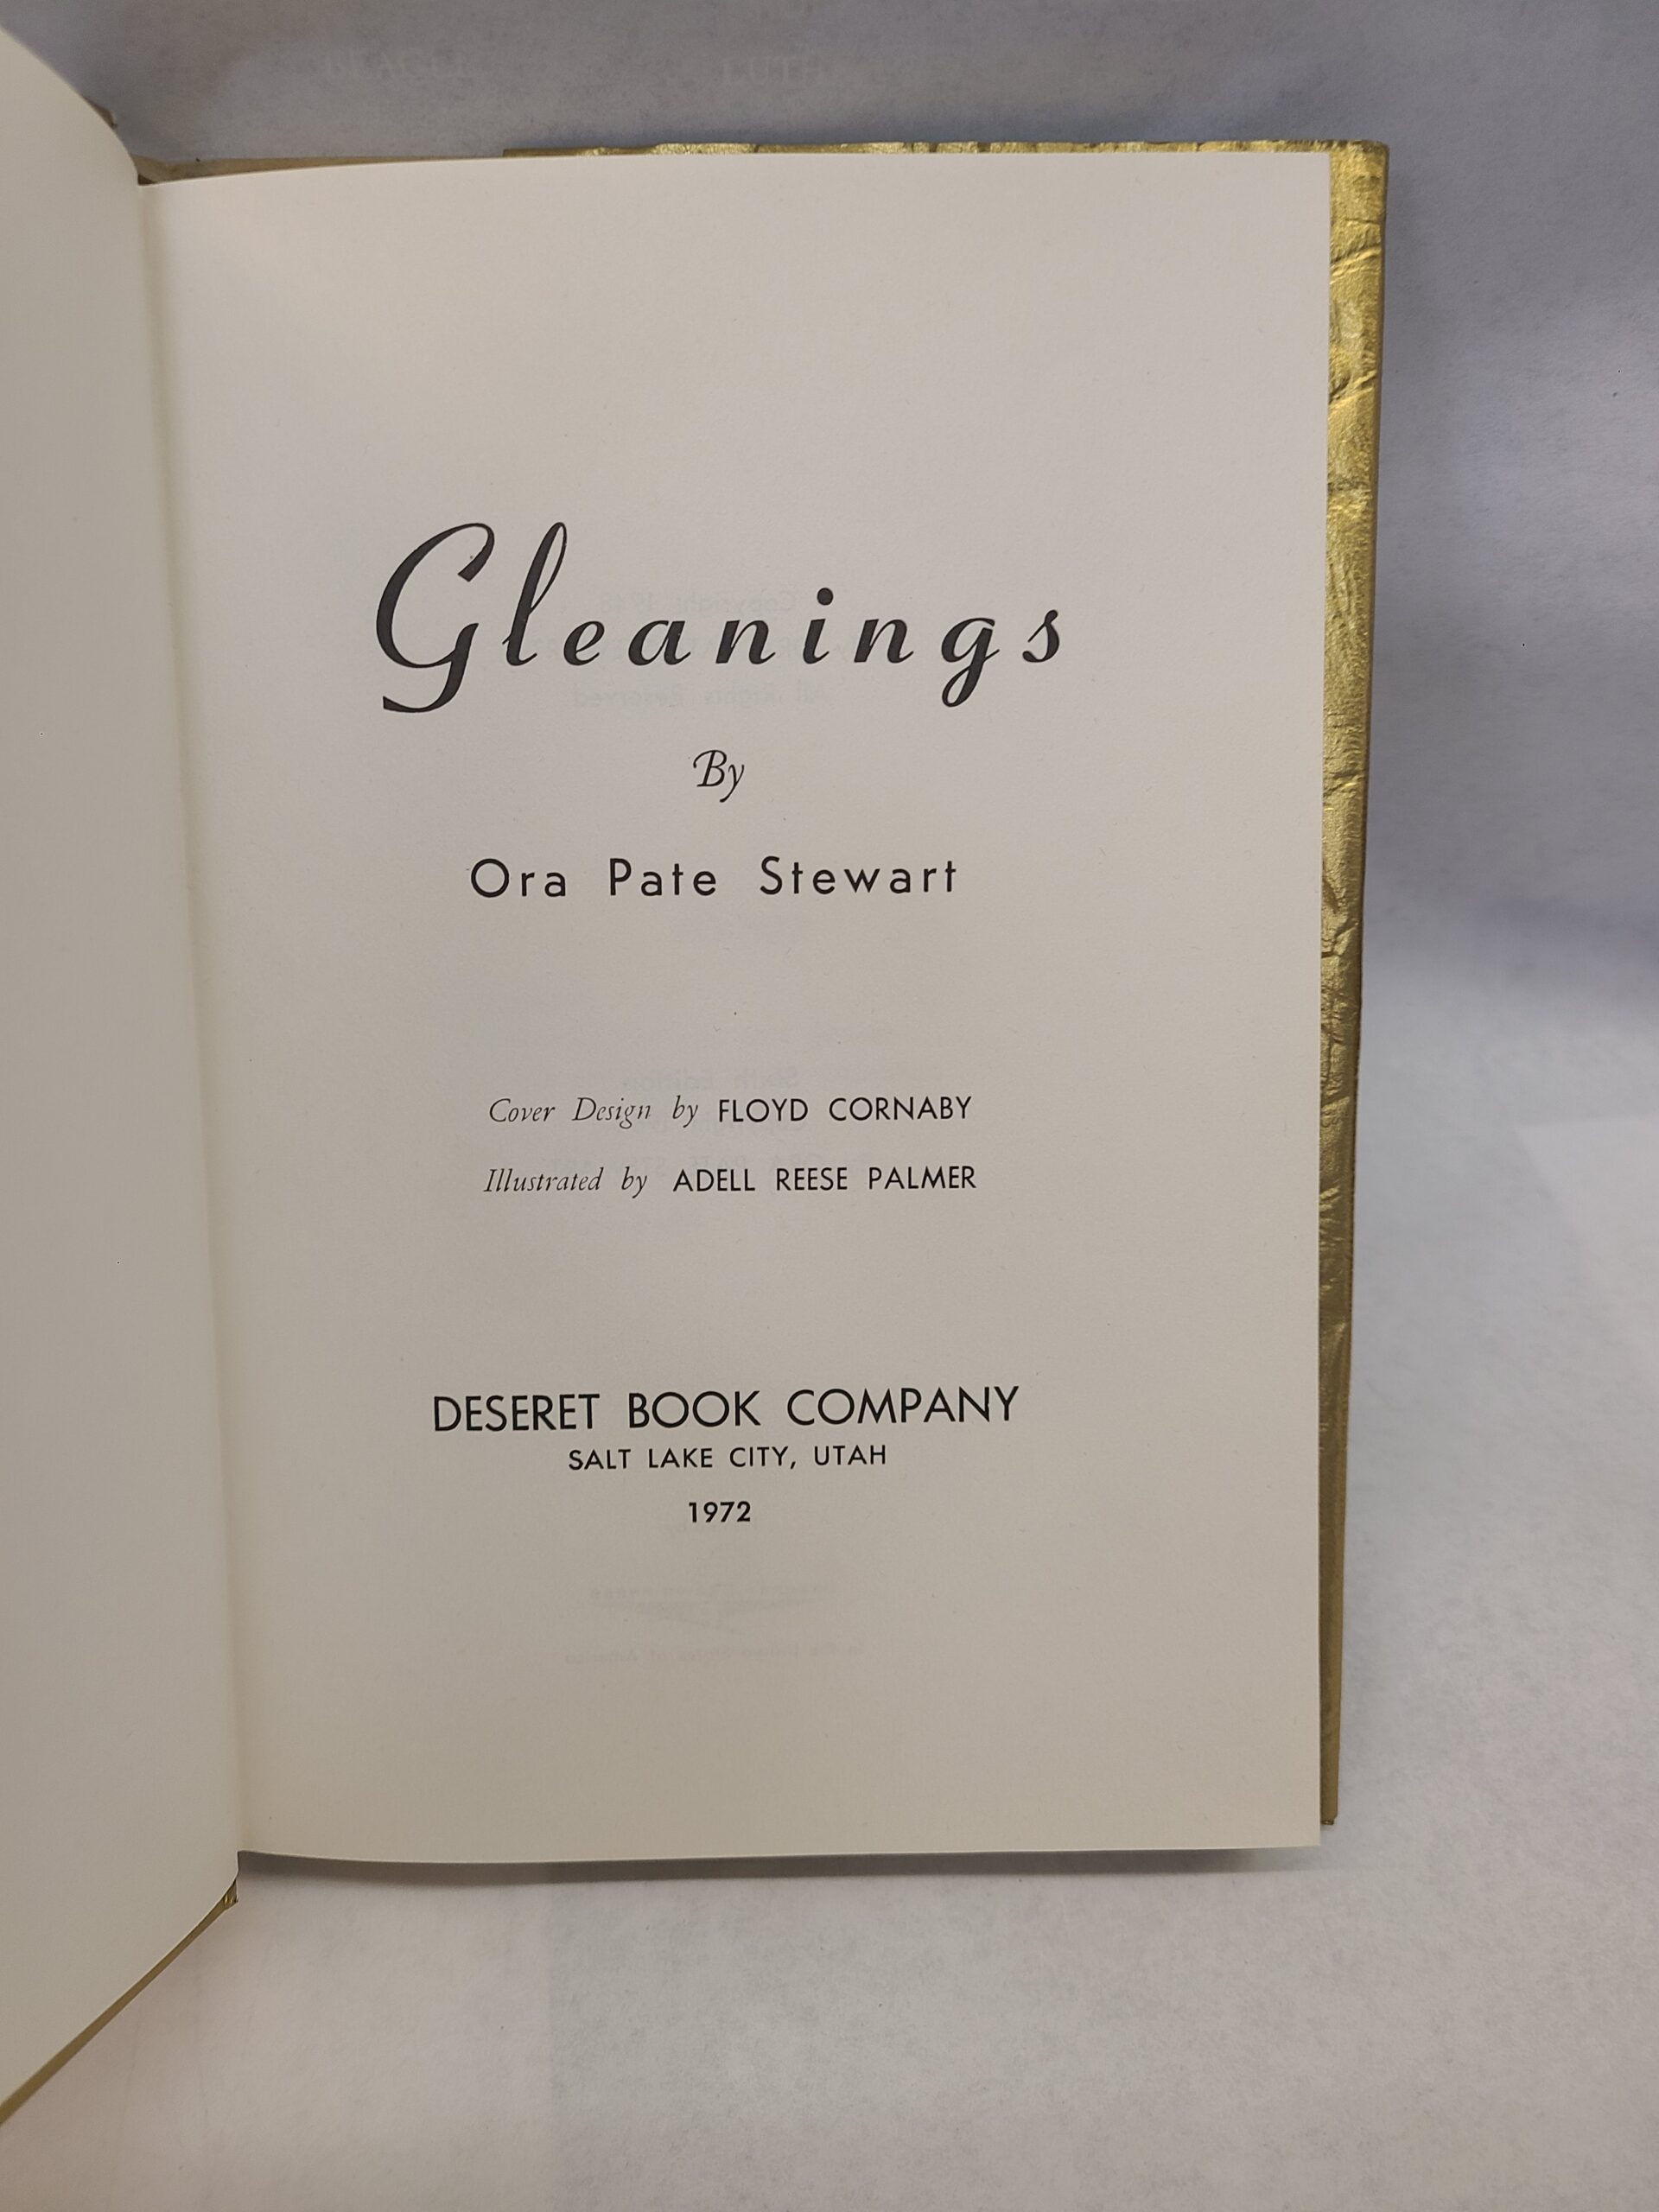 Gleanings
By
Ora Pate Stewart
Cover Design by FLOYD CORNABY
Illustrated by ADELL REESE PALMER
DESERET BOOK COMPANY
SALT LAKE CITY, UTAH
1972